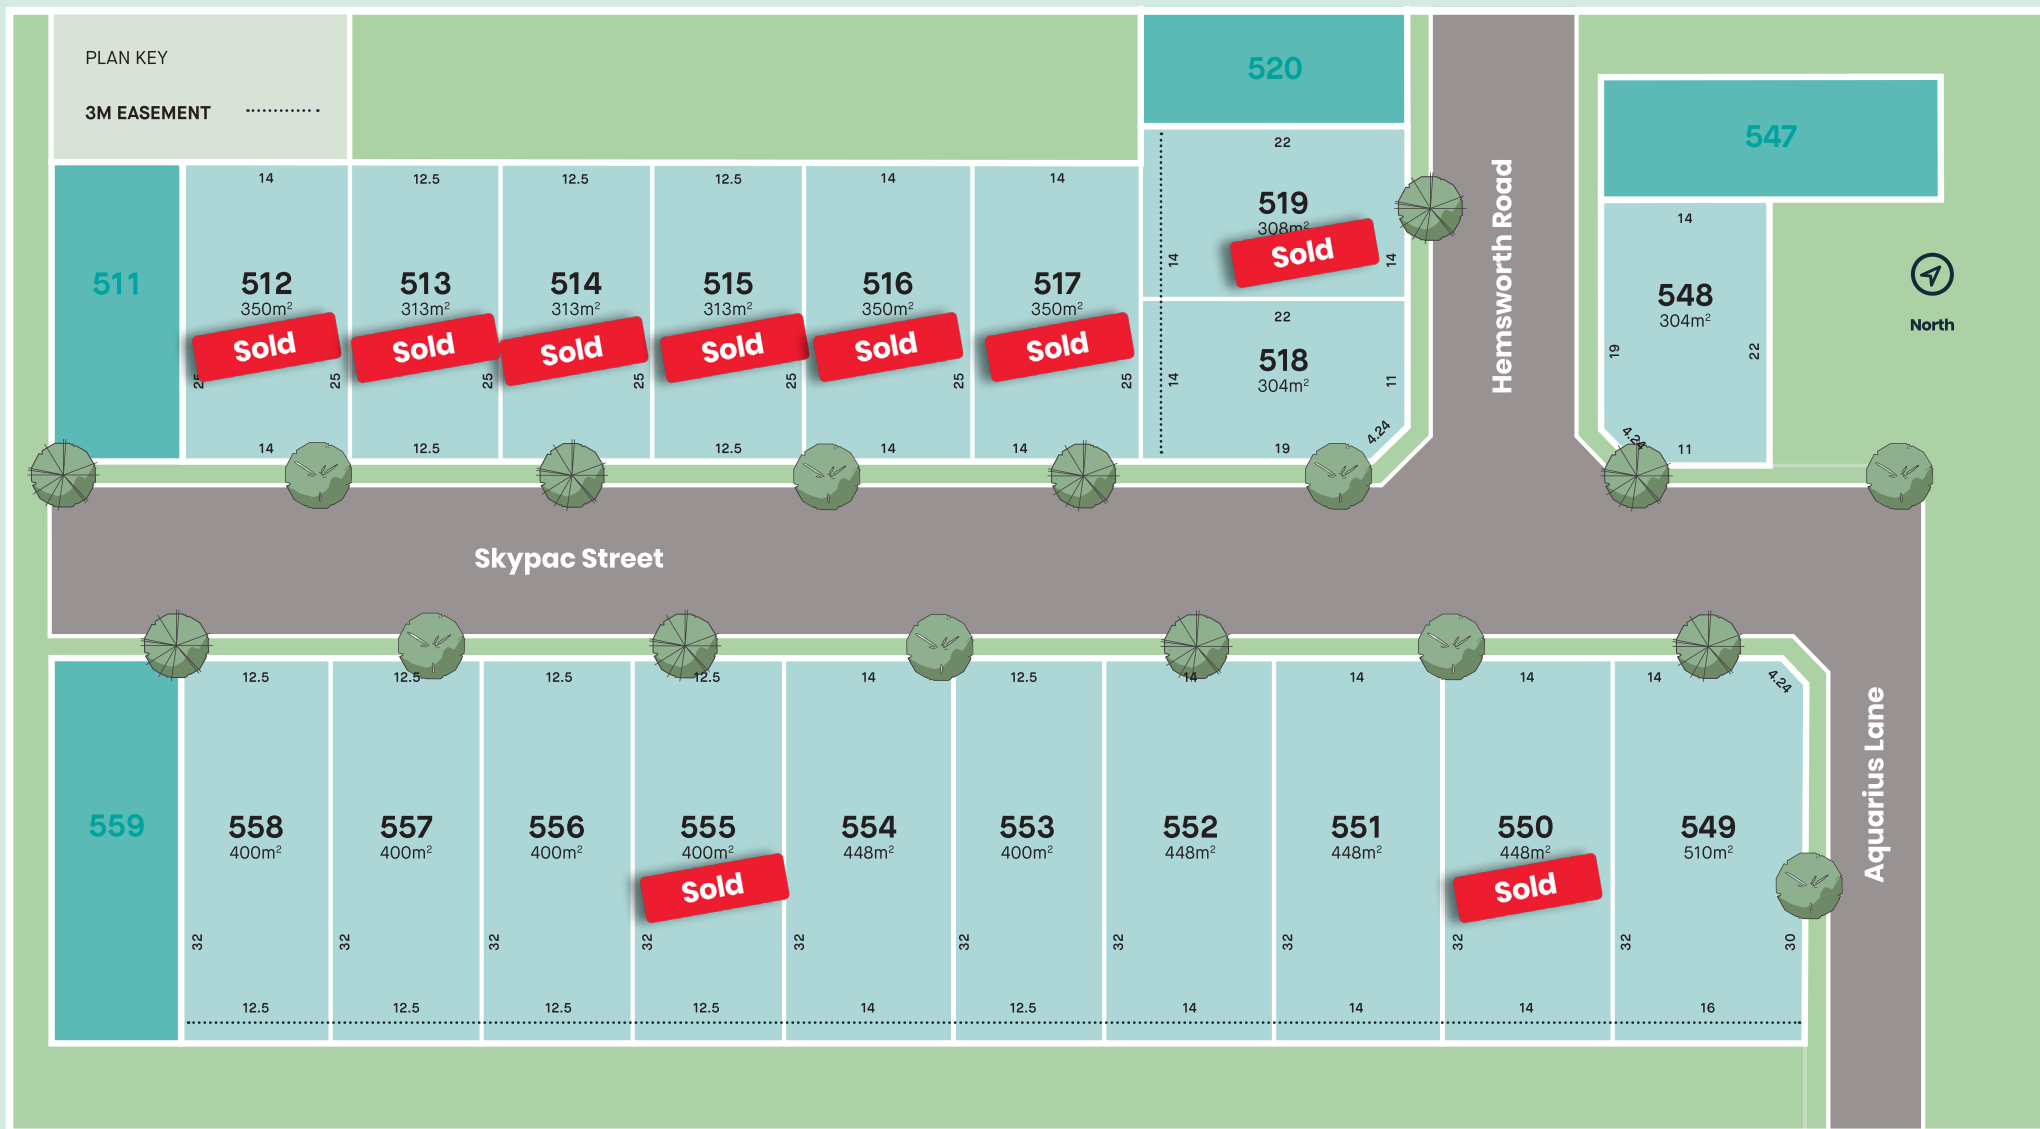 PLAN KEY
3M EASEMENT
520
547
511
14
12.5
12.5
12.5
14
14
512
350m²
Sold
25
25
14
513
313m²
Sold
25
12.5
514
313m²
Sold
25
515
313m²
Sold
25
12.5
516
350m²
Sold
25
14
517
350m²
Sold
25
14
22
519
308m²
Sold
14
14
22
518
304m²
14
11
4.24
19
Hemsworth Road
14
548
304m²
19
22
4.24
11
North
Skypac Street
559
12.5
558
400m²
32
12.5
12.5
557
400m²
32
12.5
12.5
556
400m²
32
12.5
12.5
555
400m²
Sold
32
12.5
14
554
448m²
32
14
12.5
553
400m²
32
12.5
14
552
448m²
32
14
14
551
448m²
32
14
14
550
448m²
Sold
32
14
14
4.24
549
510m²
32
30
16
Aquarius Lane